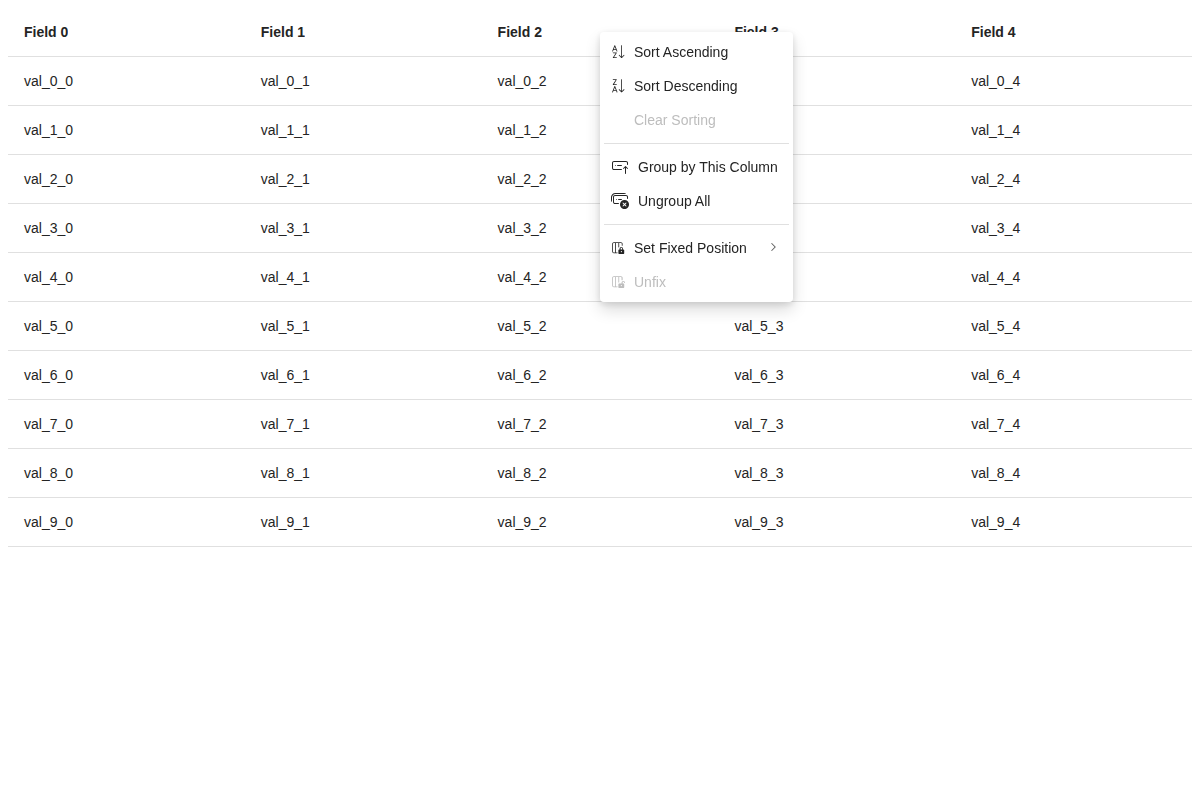 Field 0 Field 1 Field 2 Field 3 Field 4
val_0_0 val_0_1 val_0_2 val_0_4
val_1_0 val_1_1 val_1_2 val_1_4
val_2_0 val_2_1 val_2_2 val_2_4
val_3_0 val_3_1 val_3_2 val_3_4
val_4_0 val_4_1 val_4_2 val_4_4
val_5_0 val_5_1 val_5_2 val_5_3 val_5_4
val_6_0 val_6_1 val_6_2 val_6_3 val_6_4
val_7_0 val_7_1 val_7_2 val_7_3 val_7_4
val_8_0 val_8_1 val_8_2 val_8_3 val_8_4
val_9_0 val_9_1 val_9_2 val_9_3 val_9_4
Sort Ascending
Sort Descending
Clear Sorting
Group by This Column
Ungroup All
Set Fixed Position
Unfix